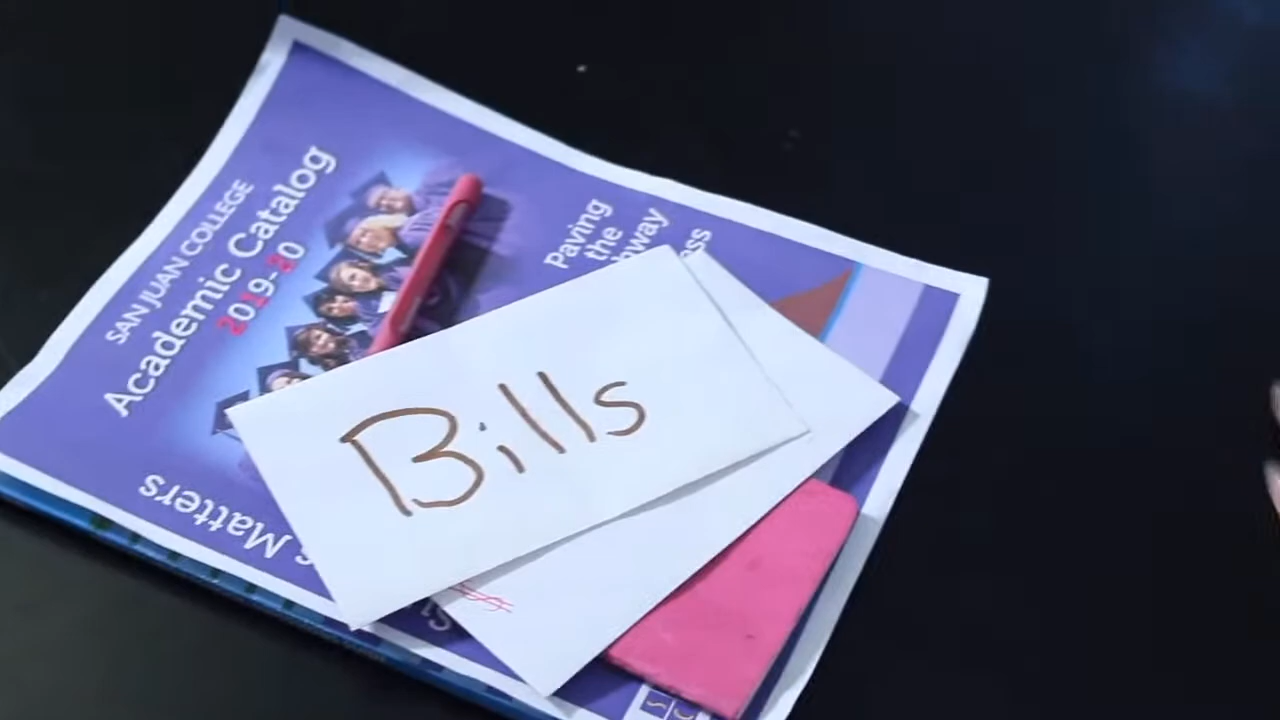 SAN JUAN COLLEGE
Academic Catalog
2019-20
Paving
the
Bills
Matters
$
S C